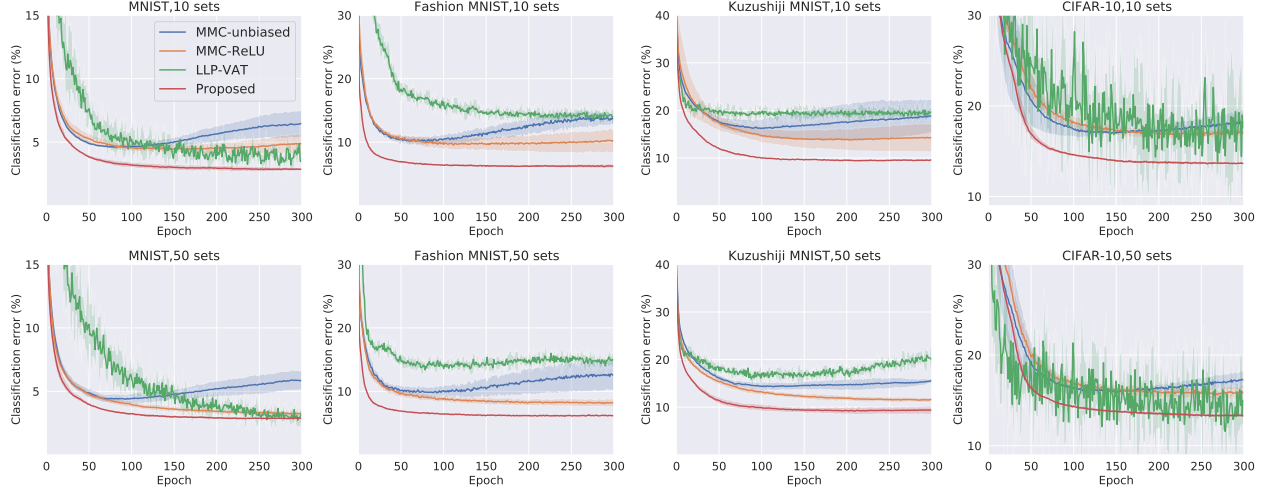 MNIST,10 sets
15
10
5
Classification error (%)
MMC-unbiased
MMC-ReLU
LLP-VAT
Proposed
0 50 100 150 200 250 300
Epoch
Fashion MNIST,10 sets
30
20
10
Classification error (%)
0 50 100 150 200 250 300
Epoch
Kuzushiji MNIST,10 sets
40
30
20
10
Classification error (%)
0 50 100 150 200 250 300
Epoch
CIFAR-10,10 sets
30
20
10
Classification error (%)
0 50 100 150 200 250 300
Epoch
MNIST,50 sets
15
10
5
Classification error (%)
0 50 100 150 200 250 300
Epoch
Fashion MNIST,50 sets
30
20
10
Classification error (%)
0 50 100 150 200 250 300
Epoch
Kuzushiji MNIST,50 sets
40
30
20
10
Classification error (%)
0 50 100 150 200 250 300
Epoch
CIFAR-10,50 sets
30
20
10
Classification error (%)
0 50 100 150 200 250 300
Epoch